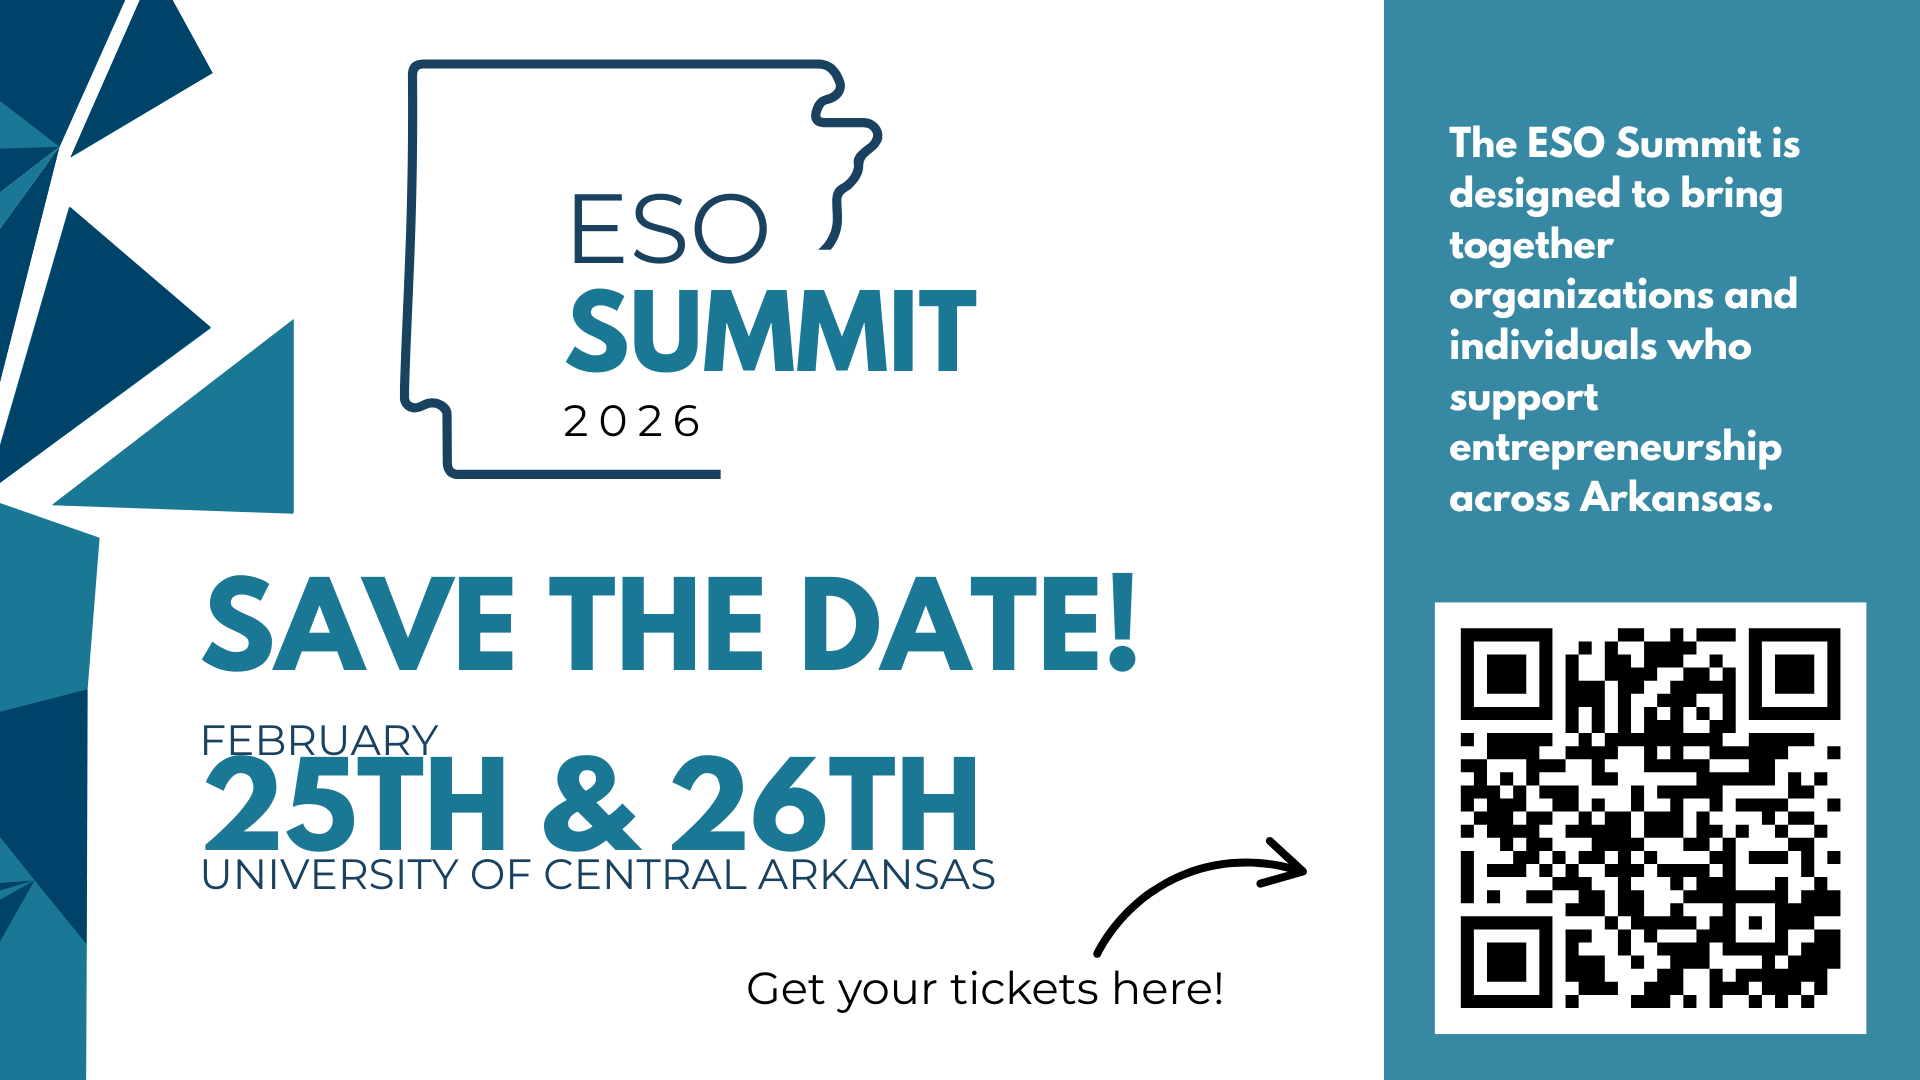 ESO
SUMMIT
2026
SAVE THE DATE!
FEBRUARY
25TH & 26TH
UNIVERSITY OF CENTRAL ARKANSAS
Get your tickets here!
The ESO Summit is
designed to bring
together
organizations and
individuals who
support
entrepreneurship
across Arkansas.